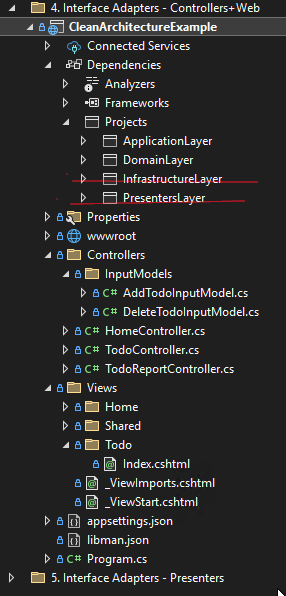 4. Interface Adapters - Controllers+Web
CleanArchitectureExample
Connected Services
Dependencies
Analyzers
Frameworks
Projects
ApplicationLayer
DomainLayer
InfrastructureLayer
PresentersLayer
Properties
wwwroot
Controllers
InputModels
C# AddTodoInputModel.cs
C# DeleteTodoInputModel.cs
C# HomeController.cs
C# TodoController.cs
C# TodoReportController.cs
Views
Home
Shared
Todo
Index.cshtml
_ViewImports.cshtml
_ViewStart.cshtml
appsettings.json
libman.json
C# Program.cs
5. Interface Adapters - Presenters